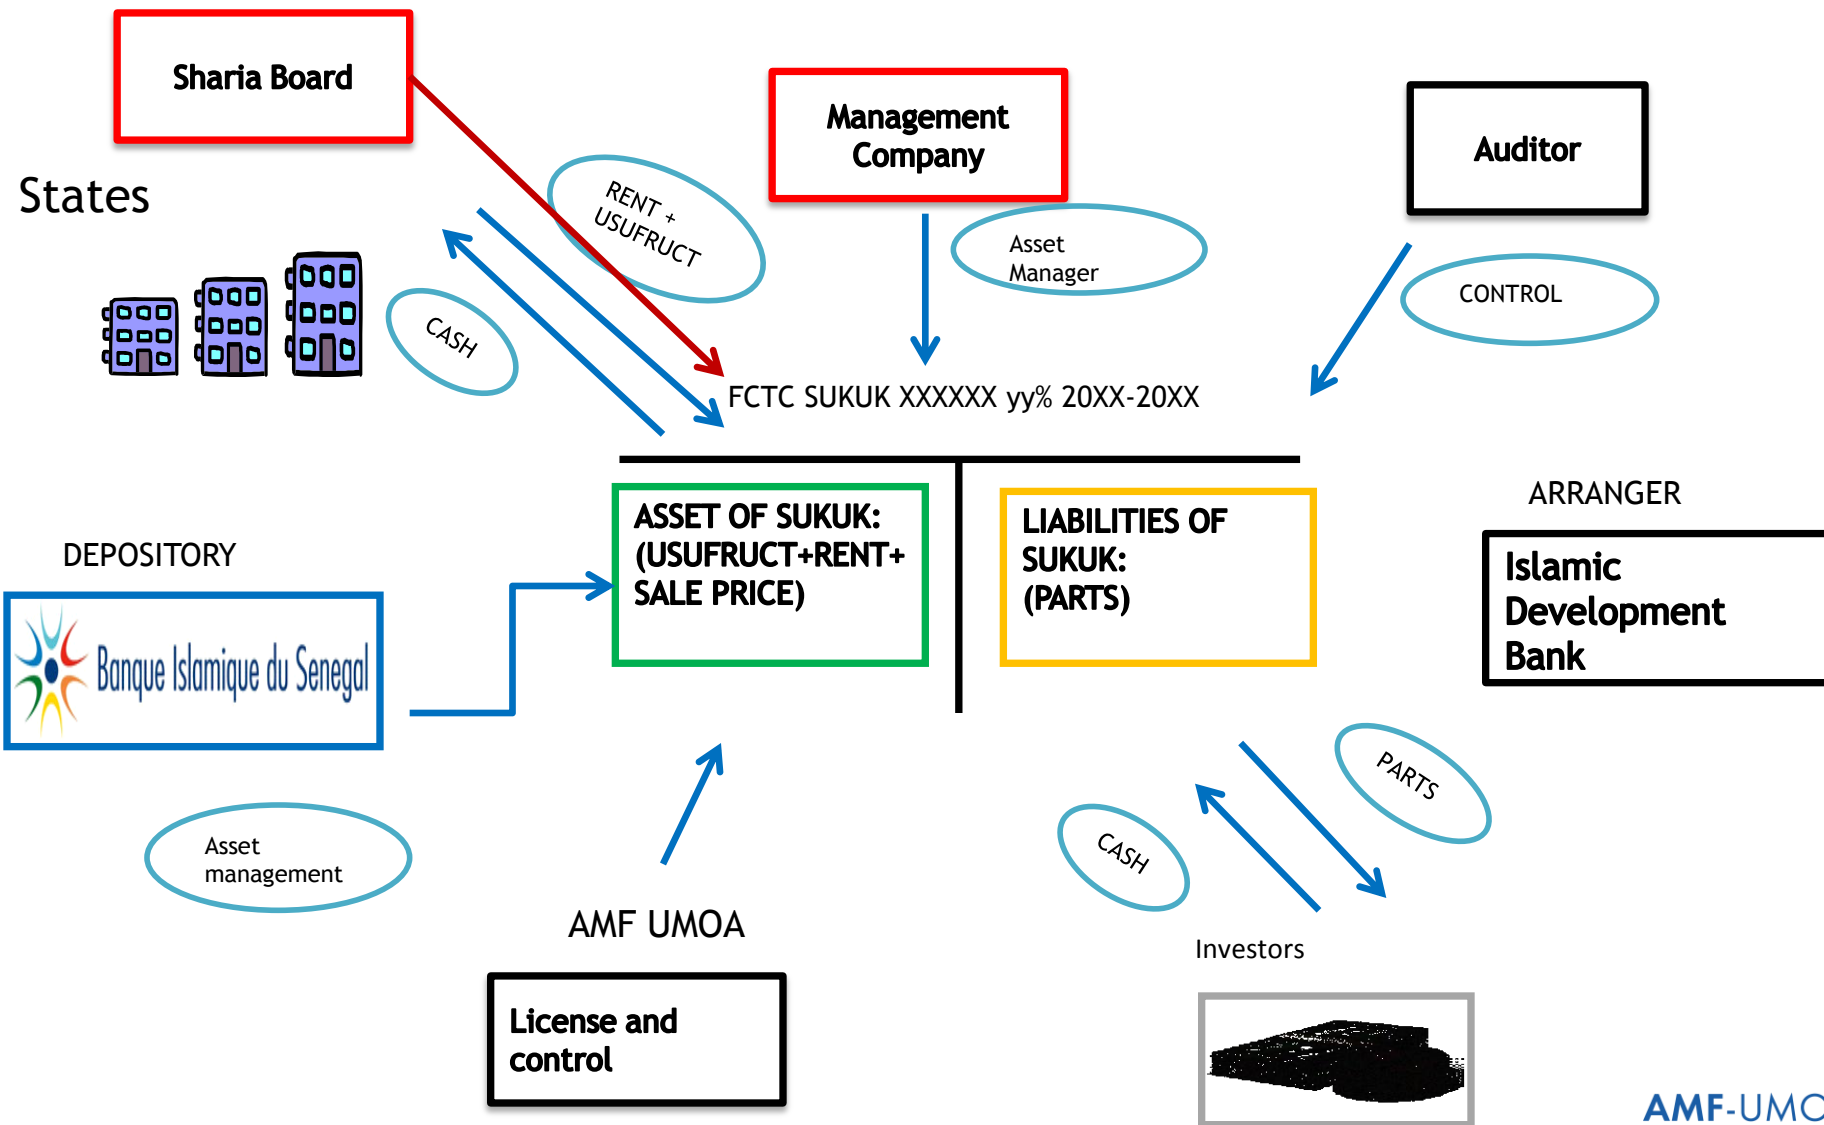 Sharia Board
Management
Company
Auditor
States
RENT +
USUFRUCT
Asset
Manager
CONTROL
CASH
FCTC SUKUK XXXXXX yy% 20XX-20XX
ASSET OF SUKUK:
(USUFRUCT+RENT+
SALE PRICE)
LIABILITIES OF
SUKUK:
(PARTS)
ARRANGER
Islamic
Development
Bank
DEPOSITORY
Banque Islamique du Senegal
PARTS
CASH
Asset
management
AMF UMOA
License and
control
Investors
AMF-UMO